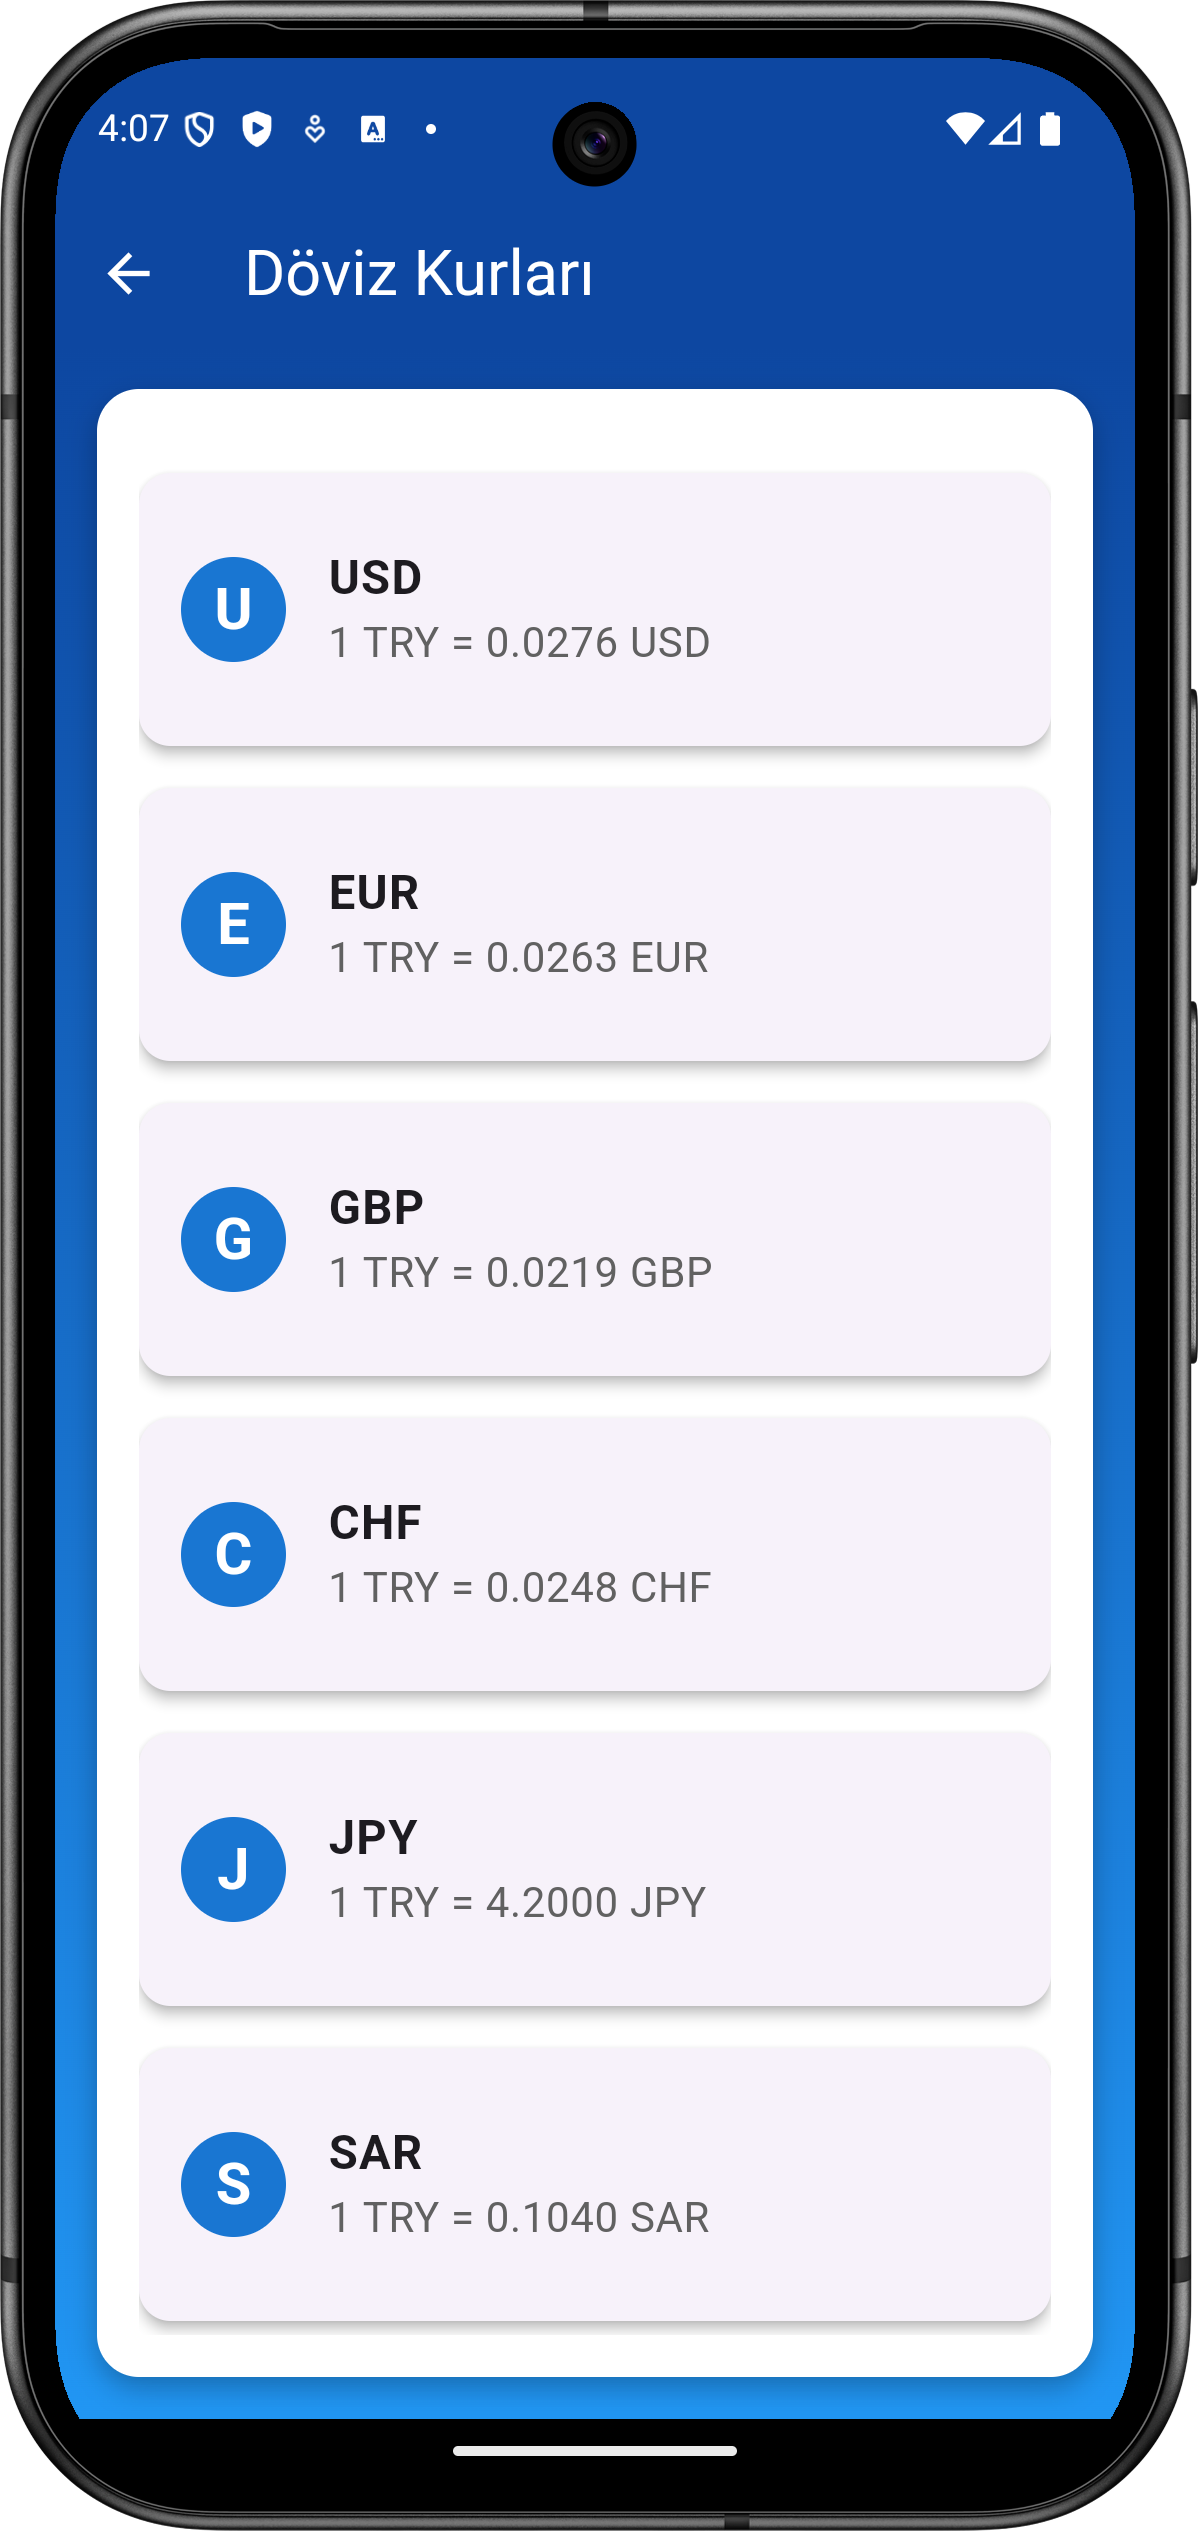 4:07
Döviz Kurları
U
USD
1 TRY = 0.0276 USD
E
EUR
1 TRY = 0.0263 EUR
G
GBP
1 TRY = 0.0219 GBP
C
CHF
1 TRY = 0.0248 CHF
J
JPY
1 TRY = 4.2000 JPY
S
SAR
1 TRY = 0.1040 SAR